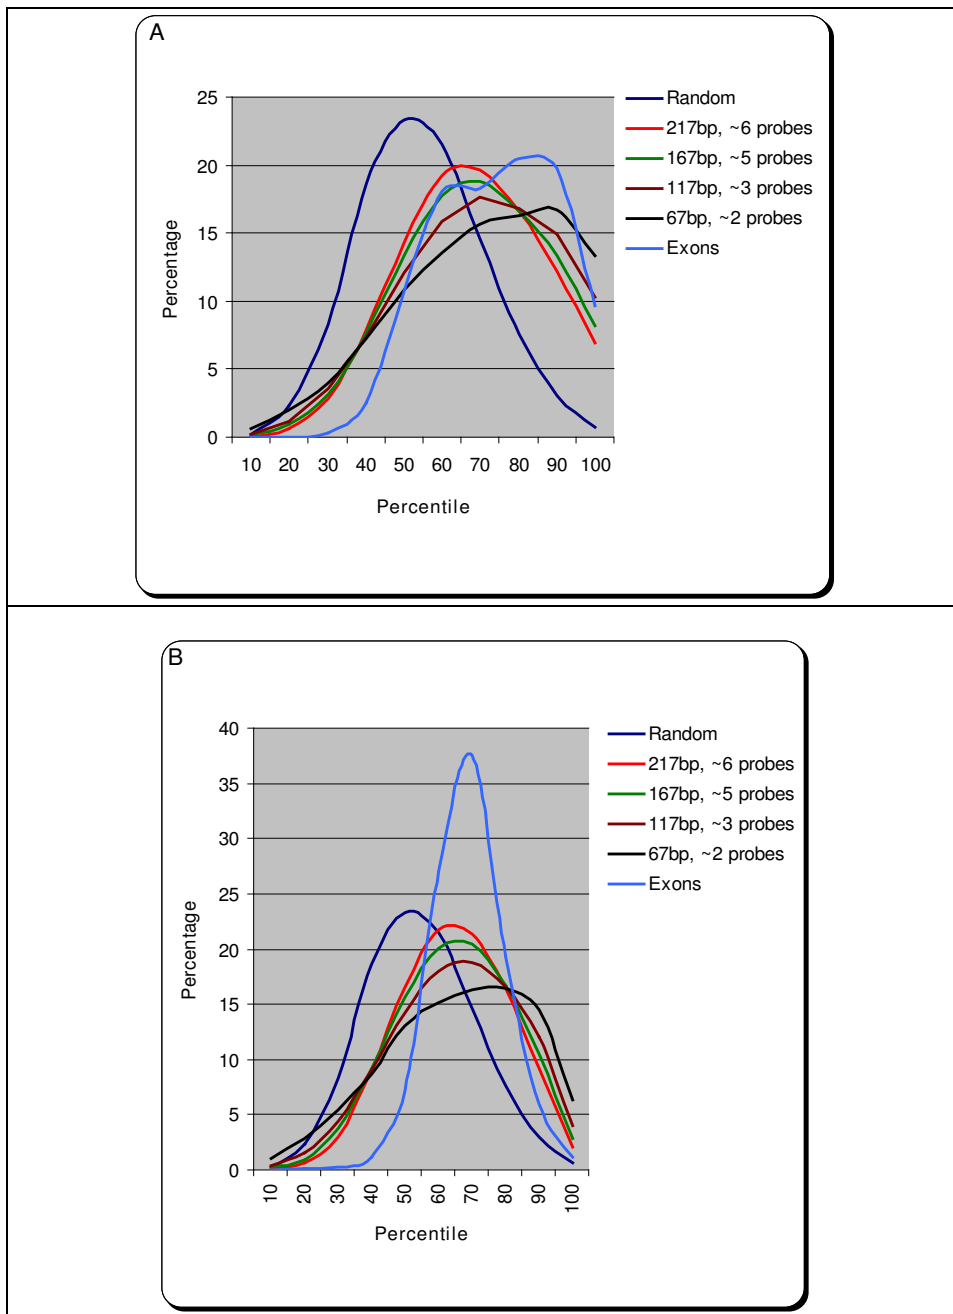 A
25
20
15
10
5
0
Percentage
10 20 30 40 50 60 70 80 90 100
Percentile
Random
217bp, ~6 probes
167bp, ~5 probes
117bp, ~3 probes
67bp, ~2 probes
Exons
B
40
35
30
25
20
15
10
5
0
Percentage
10 20 30 40 50 60 70 80 90 100
Percentile
Random
217bp, ~6 probes
167bp, ~5 probes
117bp, ~3 probes
67bp, ~2 probes
Exons